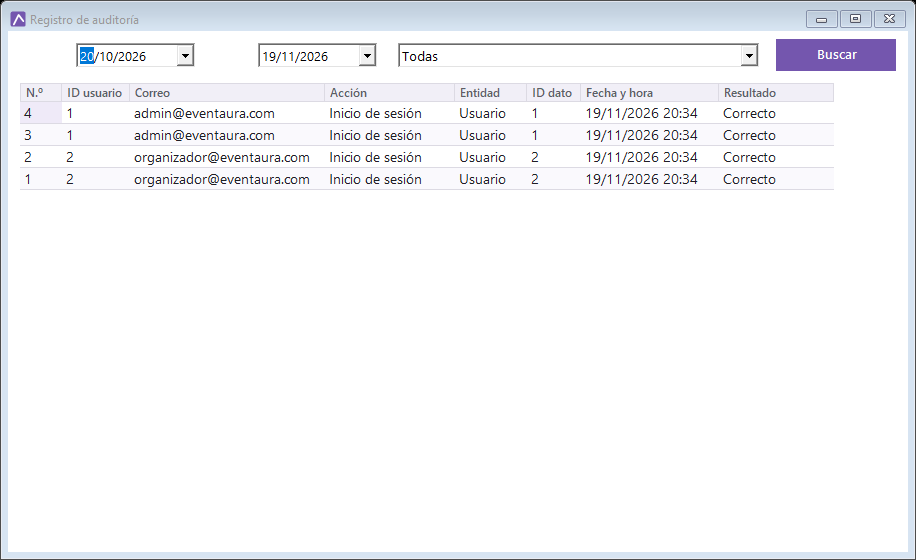 Registro de auditoría
20/10/2026 19/11/2026 Todas Buscar
N.º ID usuario Correo Acción Entidad ID dato Fecha y hora Resultado
4 1 admin@eventaura.com Inicio de sesión Usuario 1 19/11/2026 20:34 Correcto
3 1 admin@eventaura.com Inicio de sesión Usuario 1 19/11/2026 20:34 Correcto
2 2 organizador@eventaura.com Inicio de sesión Usuario 2 19/11/2026 20:34 Correcto
1 2 organizador@eventaura.com Inicio de sesión Usuario 2 19/11/2026 20:34 Correcto